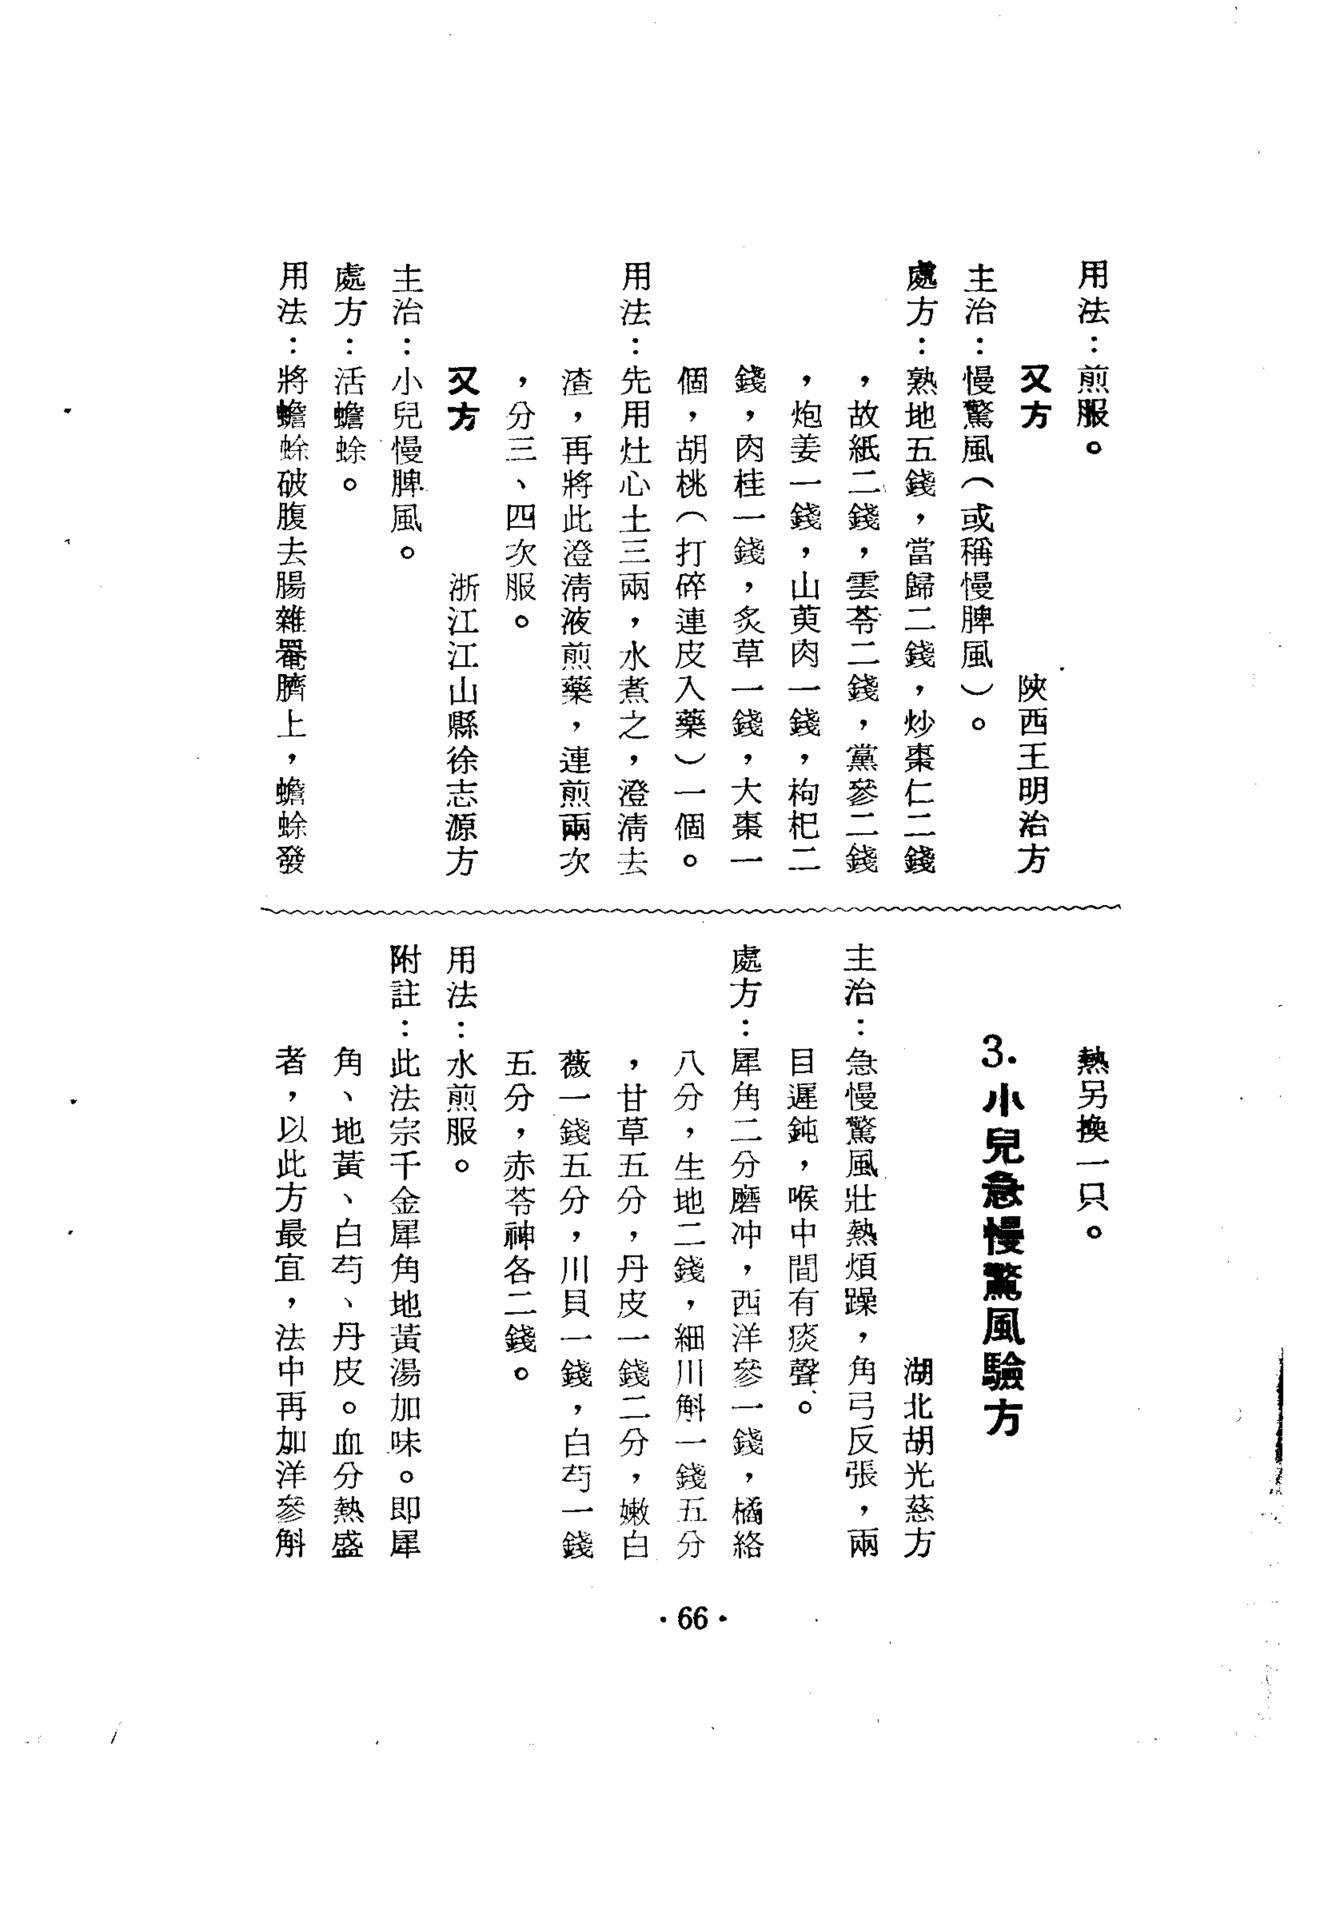 用法：煎服。
又方　陝西王明治方
主治：慢驚風（或稱慢脾風）。
處方：熟地五錢，當歸二錢，炒棗仁二錢
，故紙二錢，雲苓二錢，黨參二錢
，炮姜一錢，山萸肉一錢，枸杞二
錢，肉桂一錢，炙草一錢，大棗一
個，胡桃（打碎連皮入藥）一個。
用法：先用灶心土三兩，水煮之，澄清去
渣，再將此澄清液煎藥，連煎兩次
，分三、四次服。
又方　浙江江山縣徐志源方
主治：小兒慢脾風。
處方：活蟾蜍。
用法：將蟾蜍破腹去腸雜罨臍上，蟾蜍發
熱另換一只。
3.小兒急慢驚風驗方
湖北胡光慈方
主治：急慢驚風壯熱煩躁，角弓反張，兩
目遲鈍，喉中間有痰聲。
處方：犀角二分磨冲，西洋參一錢，橘絡
八分，生地二錢，細川斛一錢五分
，甘草五分，丹皮一錢二分，嫩白
薇一錢五分，川貝一錢，白芍一錢
五分，赤苓神各二錢。
用法：水煎服。
附註：此法宗千金犀角地黃湯加味。即犀
角、地黃、白芍、丹皮。血分熱盛
者，以此方最宜，法中再加洋參斛
·66·